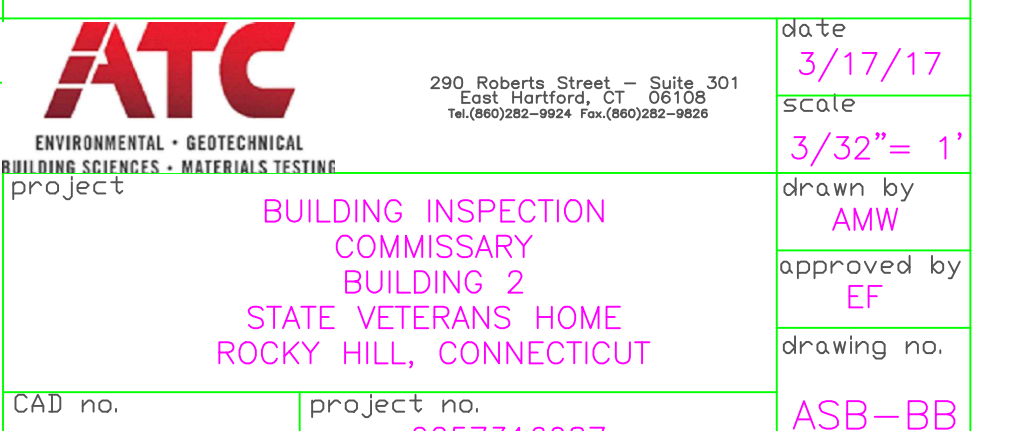 ATC
ENVIRONMENTAL • GEOTECHNICAL
BUILDING SCIENCES • MATERIALS TESTING
290 Roberts Street – Suite 301
East Hartford, CT 06108
Tel.(860)282–9924 Fax.(860)282–9826
date
3/17/17
scale
3/32”= 1’
drawn by
AMW
approved by
EF
drawing no.
ASB–BB
project
BUILDING INSPECTION
COMMISSARY
BUILDING 2
STATE VETERANS HOME
ROCKY HILL, CONNECTICUT
CAD no.
project no.